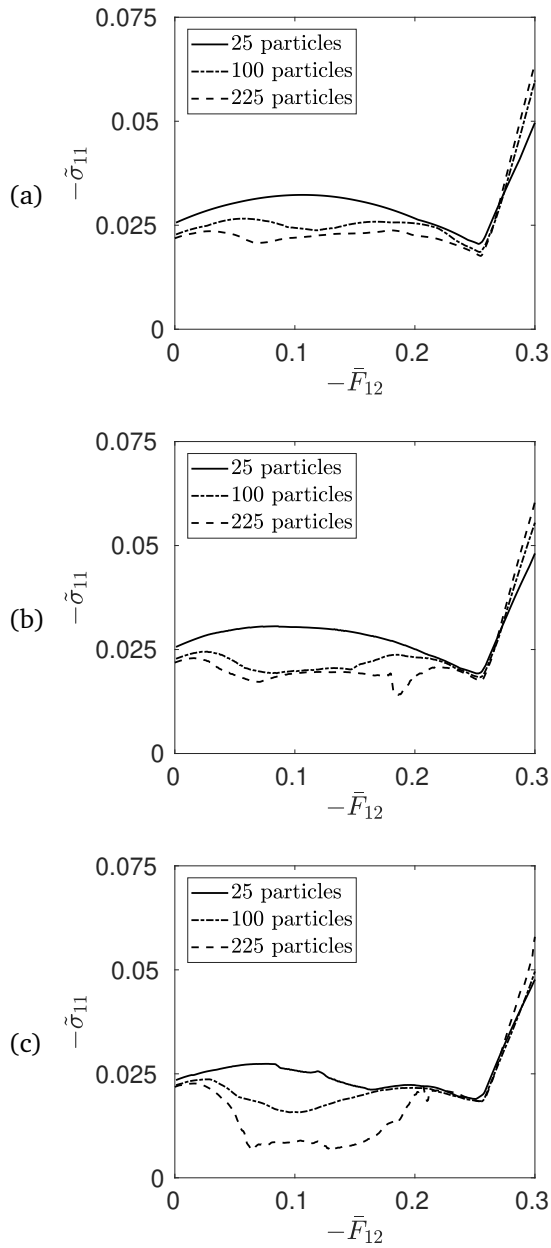 (a)
0.075
0.05
0.025
0
−σ̃₁₁
25 particles
100 particles
225 particles
0 0.1 0.2 0.3
−F̄₁₂
(b)
0.075
0.05
0.025
0
−σ̃₁₁
25 particles
100 particles
225 particles
0 0.1 0.2 0.3
−F̄₁₂
(c)
0.075
0.05
0.025
0
−σ̃₁₁
25 particles
100 particles
225 particles
0 0.1 0.2 0.3
−F̄₁₂